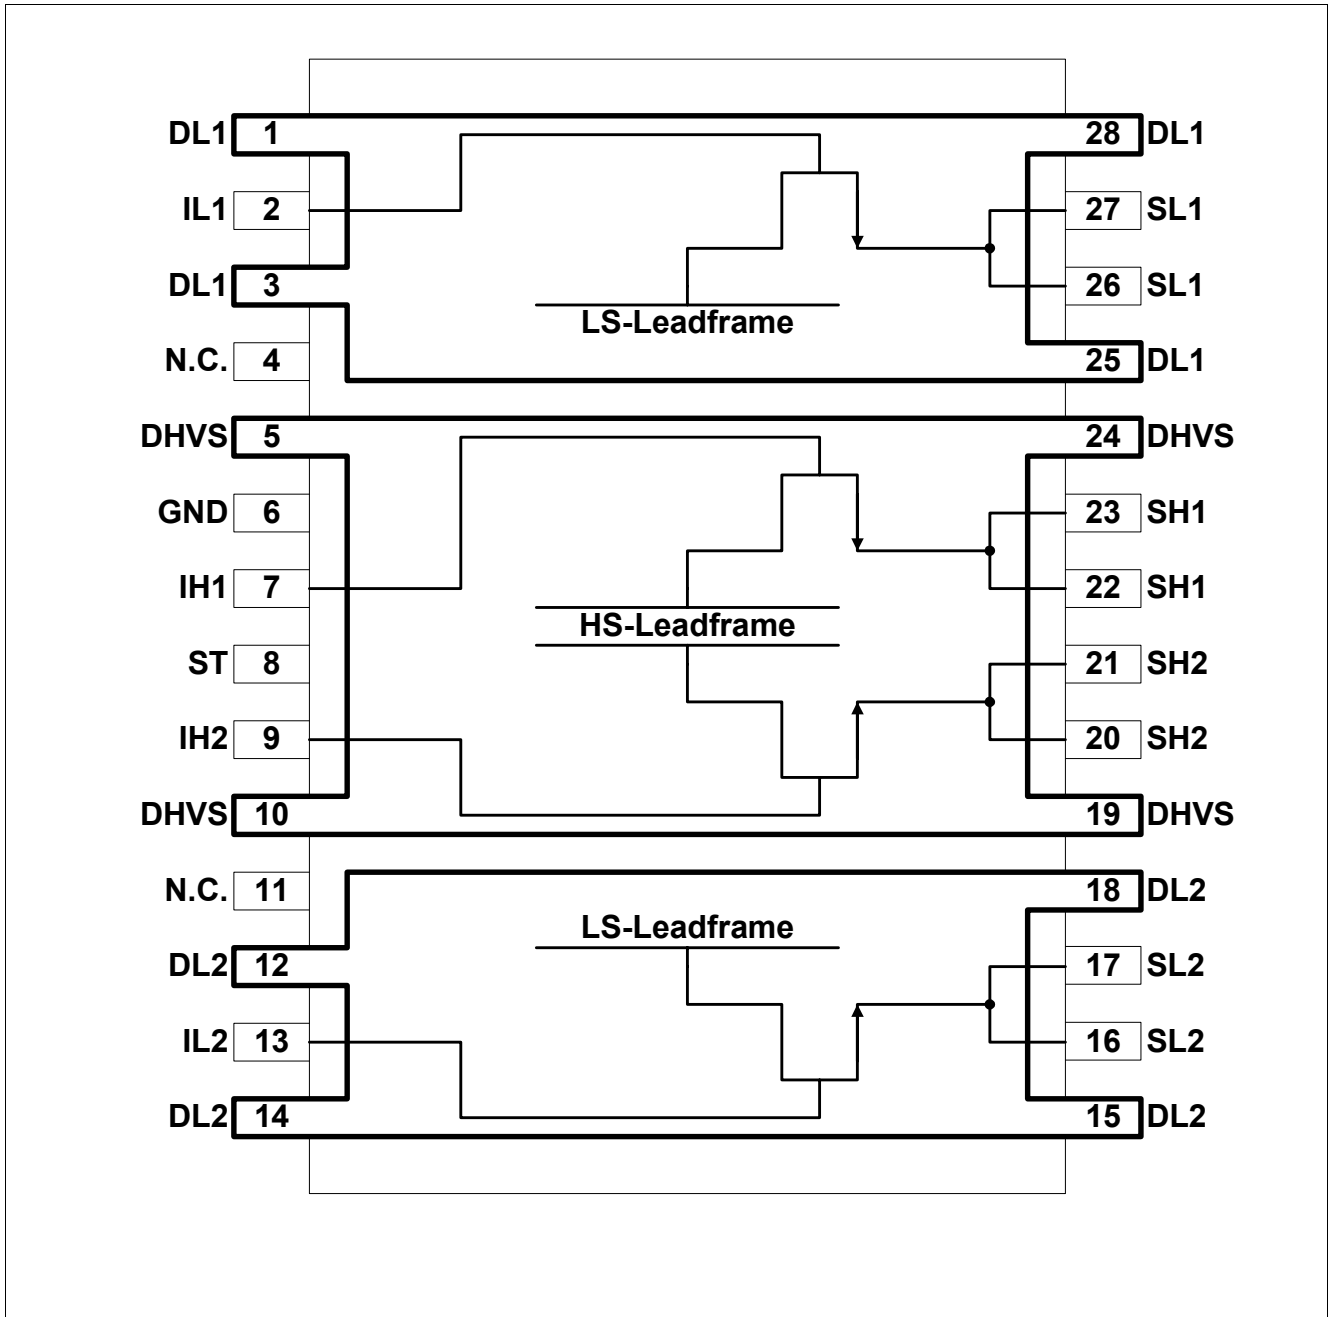 DL1 1 28 DL1
IL1 2 27 SL1
DL1 3 26 SL1
LS-Leadframe
N.C. 4 25 DL1
DHVS 5 24 DHVS
GND 6 23 SH1
IH1 7 22 SH1
HS-Leadframe
ST 8 21 SH2
IH2 9 20 SH2
DHVS 10 19 DHVS
N.C. 11 18 DL2
LS-Leadframe
DL2 12 17 SL2
IL2 13 16 SL2
DL2 14 15 DL2